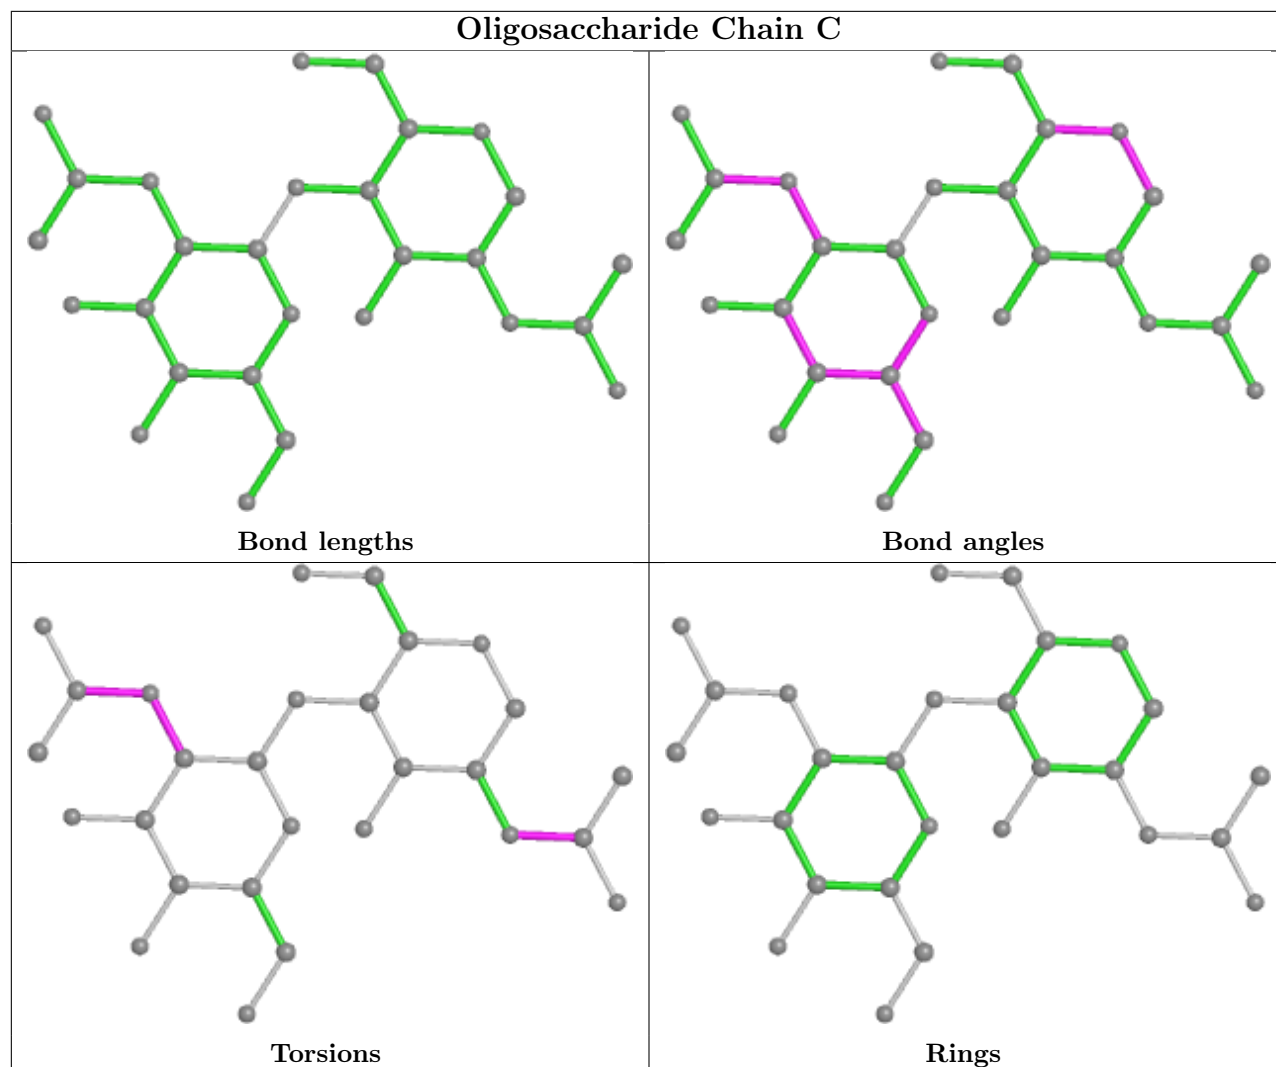 Oligosaccharide Chain C
Bond lengths
Bond angles
Torsions
Rings